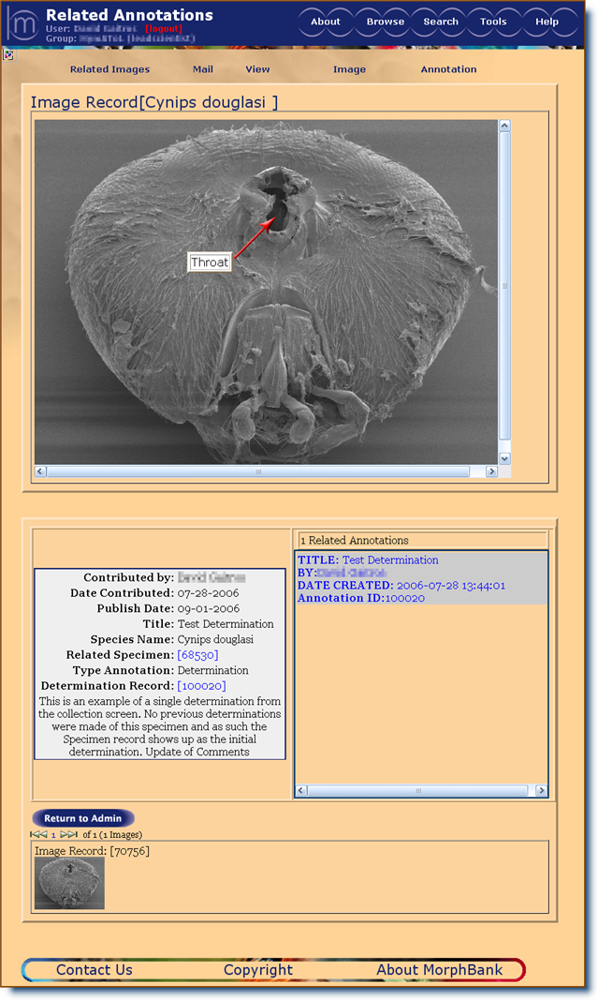 m
Related Annotations
User: [logout]
Group:
About Browse Search Tools Help
Related Images Mail View Image Annotation
Image Record[Cynips douglasi ]
Throat
Contributed by:
Date Contributed: 07-28-2006
Publish Date: 09-01-2006
Title: Test Determination
Species Name: Cynips douglasi
Related Specimen: [68530]
Type Annotation: Determination
Determination Record: [100020]
This is an example of a single determination from
the collection screen. No previous determinations
were made of this specimen and as such the
Specimen record shows up as the initial
determination. Update of Comments
1 Related Annotations
TITLE: Test Determination
BY:
DATE CREATED: 2006-07-28 13:44:01
Annotation ID:100020
Return to Admin
1 of 1 (1 Images)
Image Record: [70756]
Contact Us Copyright About MorphBank